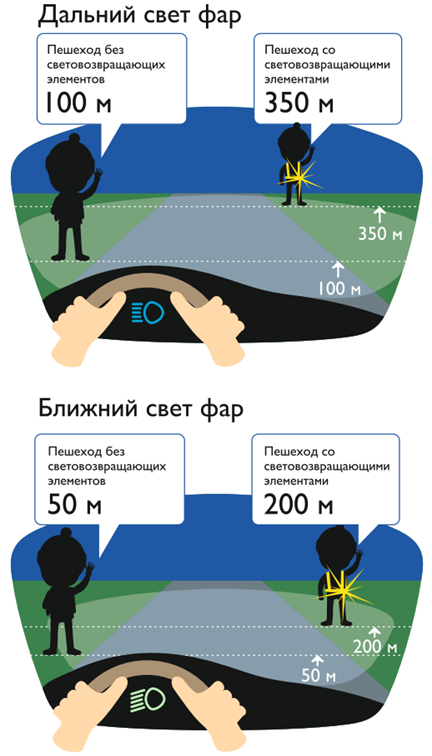 Дальний свет фар
Пешеход без
световозвращающих
элементов
100 м
Пешеход со
световозвращающими
элементами
350 м
350 м
100 м
Ближний свет фар
Пешеход без
световозвращающих
элементов
50 м
Пешеход со
световозвращающими
элементами
200 м
200 м
50 м